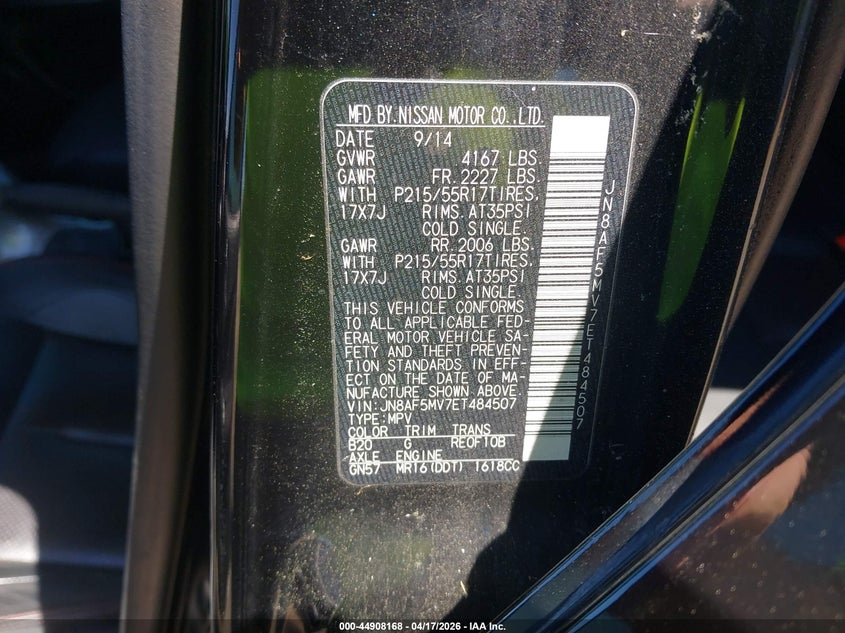 MFD BY.NISSAN MOTOR CO.,LTD.
DATE 9/14
GVWR 4167 LBS.
GAWR FR. 2227 LBS.
WITH P215/55R17TIRES,
17X7J RIMS. AT35PSI
COLD SINGLE.
GAWR RR. 2006 LBS.
WITH P215/55R17TIRES,
17X7J RIMS. AT35PSI
COLD SINGLE.
THIS VEHICLE CONFORMS
TO ALL APPLICABLE FED-
ERAL MOTOR VEHICLE SA-
FETY AND THEFT PREVEN-
TION STANDARDS IN EFF-
ECT ON THE DATE OF MA-
NUFACTURE SHOWN ABOVE.
VIN:JN8AF5MV7ET484507
TYPE:MPV
COLOR TRIM TRANS
B20 G RE0F10B
AXLE ENGINE
GN57 MR16(DDT) 1618CC
JN8AF5MV7ET484507
000-44908168 - 04/17/2026 - IAA Inc.